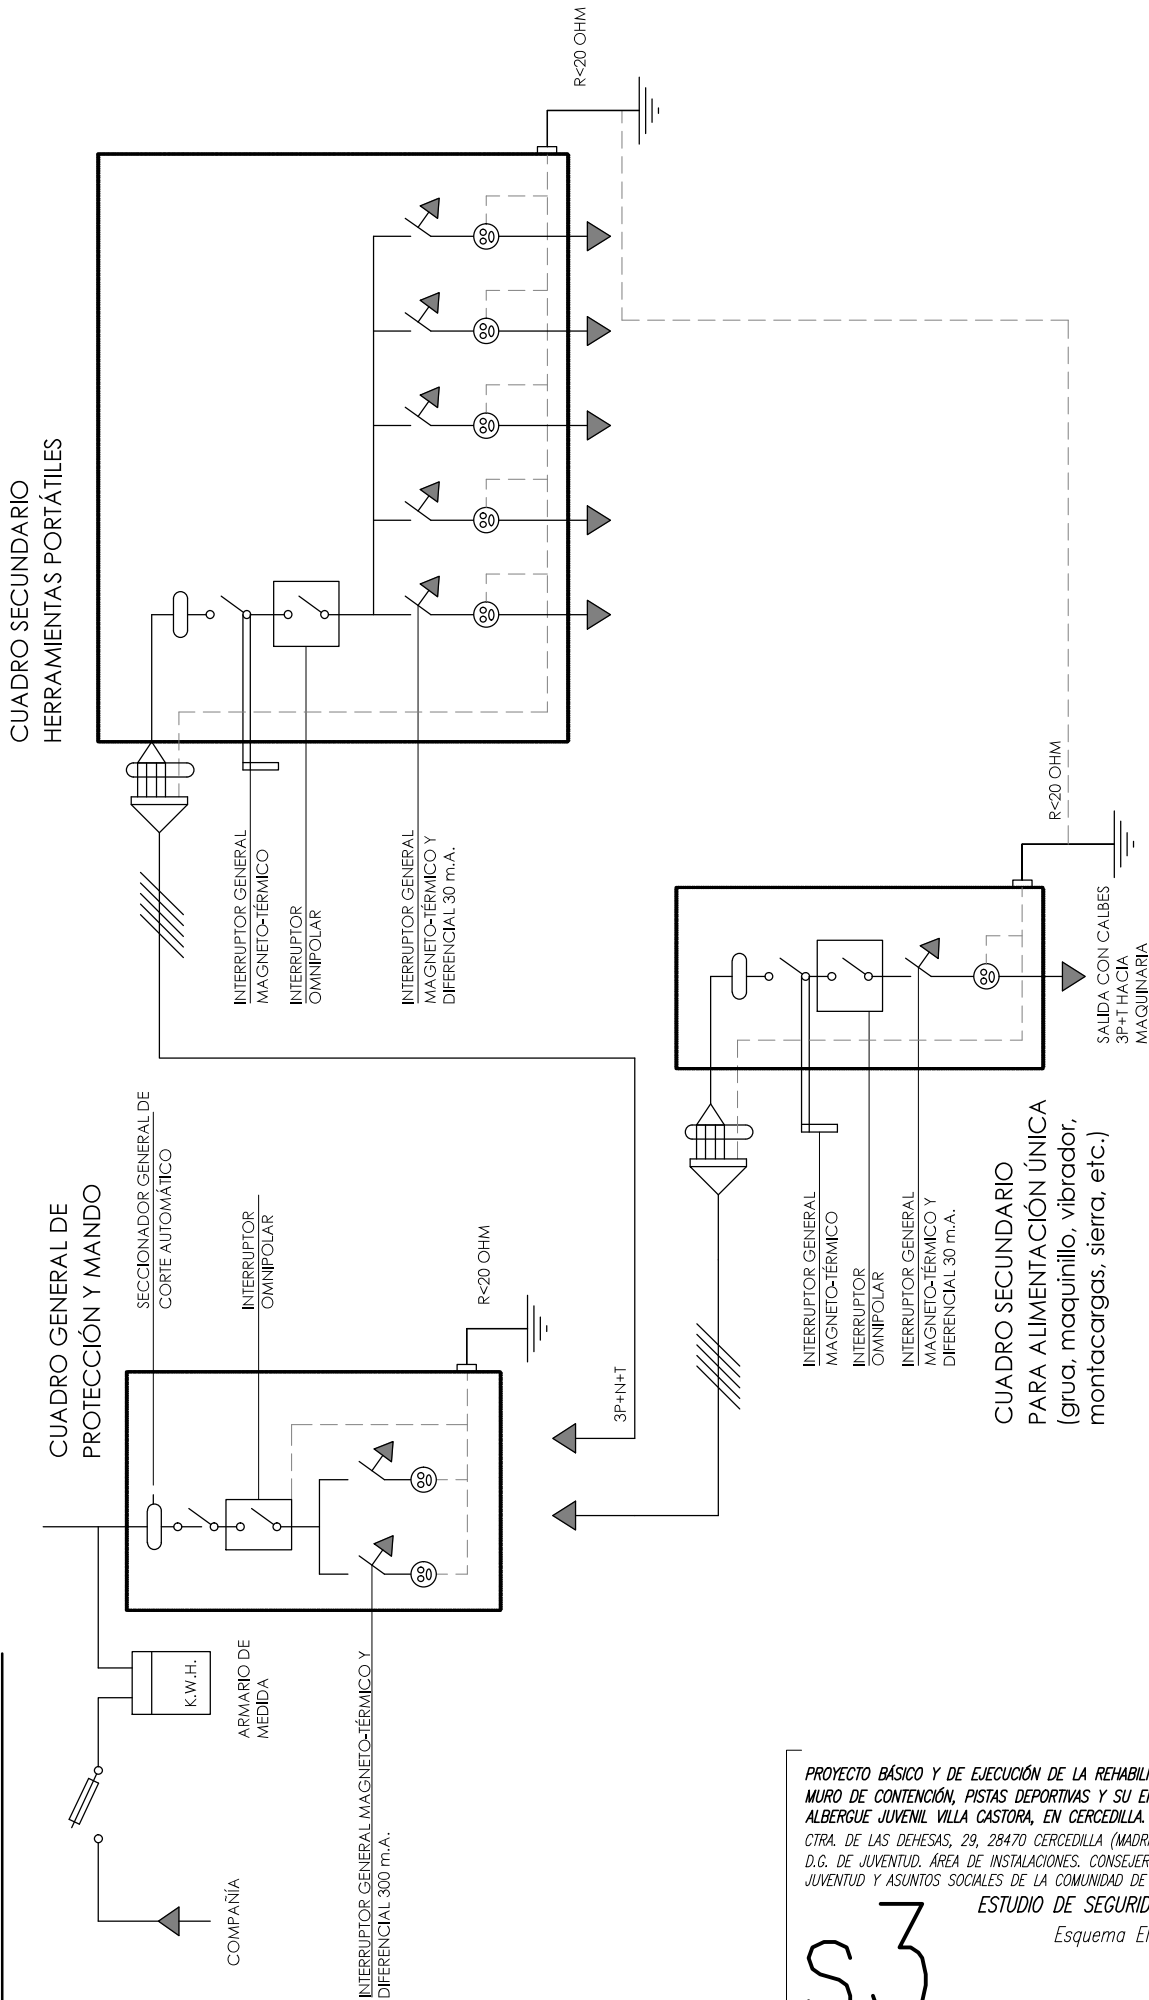 CUADRO SECUNDARIO
HERRAMIENTAS PORTÁTILES
R<20 OHM
INTERRUPTOR GENERAL
MAGNETO-TÉRMICO
INTERRUPTOR
OMNIPOLAR
INTERRUPTOR GENERAL
MAGNETO-TÉRMICO Y
DIFERENCIAL 30 m.A.
CUADRO GENERAL DE
PROTECCIÓN Y MANDO
SECCIONADOR GENERAL DE
CORTE AUTOMÁTICO
INTERRUPTOR
OMNIPOLAR
R<20 OHM
3P+N+T
K.W.H.
ARMARIO DE
MEDIDA
COMPAÑÍA
INTERRUPTOR GENERAL MAGNETO-TÉRMICO Y
DIFERENCIAL 300 m.A.
R<20 OHM
SALIDA CON CALBES
3P+T HACIA
MAQUINARIA
INTERRUPTOR GENERAL
MAGNETO-TÉRMICO
INTERRUPTOR
OMNIPOLAR
INTERRUPTOR GENERAL
MAGNETO-TÉRMICO Y
DIFERENCIAL 30 m.A.
CUADRO SECUNDARIO
PARA ALIMENTACIÓN ÚNICA
(grua, maquinillo, vibrador,
montacargas, sierra, etc.)
PROYECTO BÁSICO Y DE EJECUCIÓN DE LA
MURO DE CONTENCIÓN, PISTAS DEPORTIVAS Y SU
ALBERGUE JUVENIL VILLA CASTORA, EN CERCEDILLA.
CTRA. DE LAS DEHESAS, 29, 28470 CERCEDILLA
D.G. DE JUVENTUD. ÁREA DE INSTALACIONES.
JUVENTUD Y ASUNTOS SOCIALES DE LA COMUNIDAD DE
ESTUDIO DE
Esquema
S.3